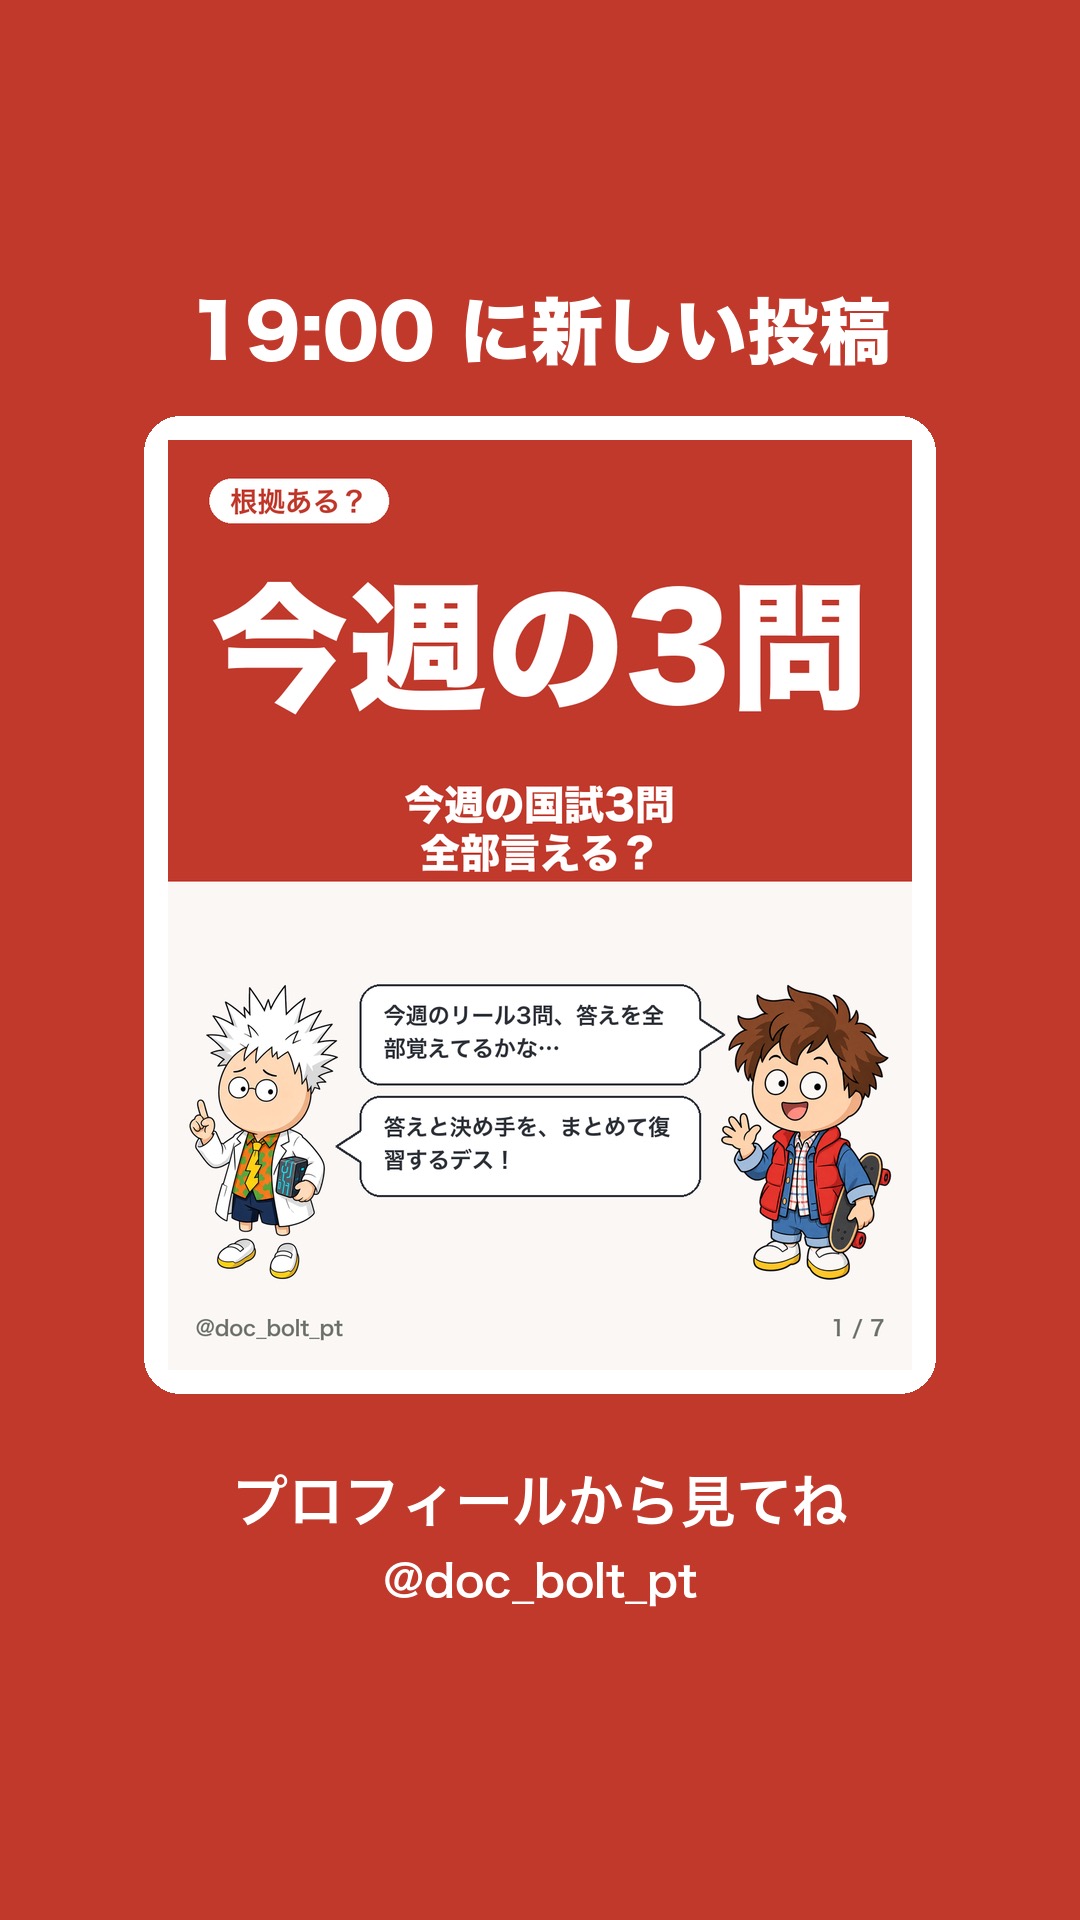 19:00 に新しい投稿
根拠ある？
今週の3問
今週の国試3問
全部言える？
今週のリール3問、答えを全
部覚えてるかな…
答えと決め手を、まとめて復
習するデス！
@doc_bolt_pt
1 / 7
プロフィールから見てね
@doc_bolt_pt